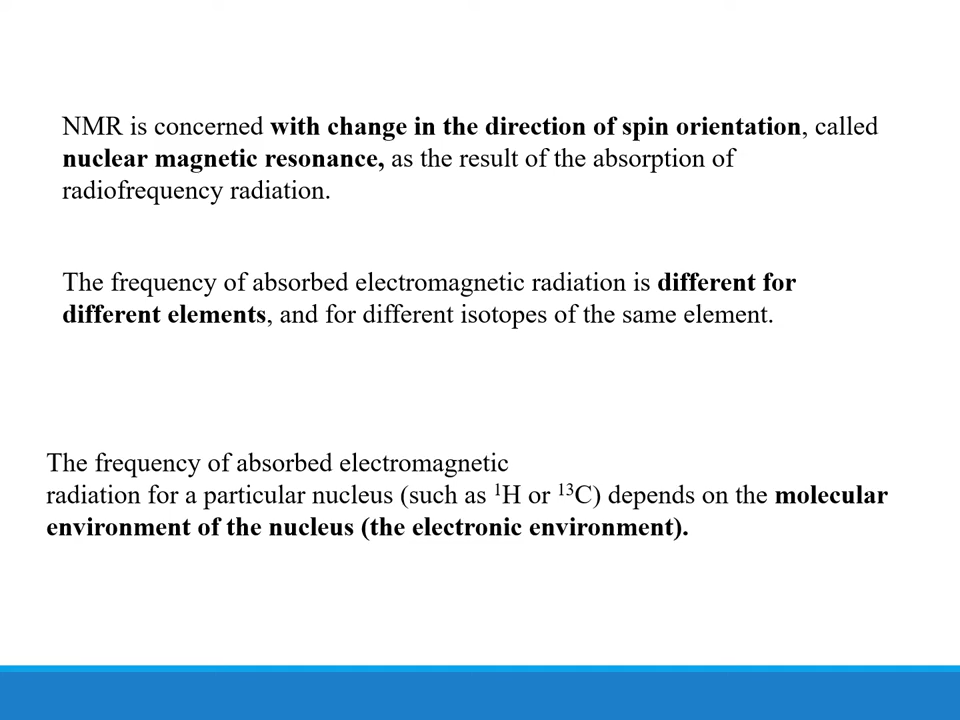 NMR is concerned with change in the direction of spin orientation, called
nuclear magnetic resonance, as the result of the absorption of
radiofrequency radiation.
The frequency of absorbed electromagnetic radiation is different for
different elements, and for different isotopes of the same element.
The frequency of absorbed electromagnetic
radiation for a particular nucleus (such as ¹H or ¹³C) depends on the molecular
environment of the nucleus (the electronic environment).